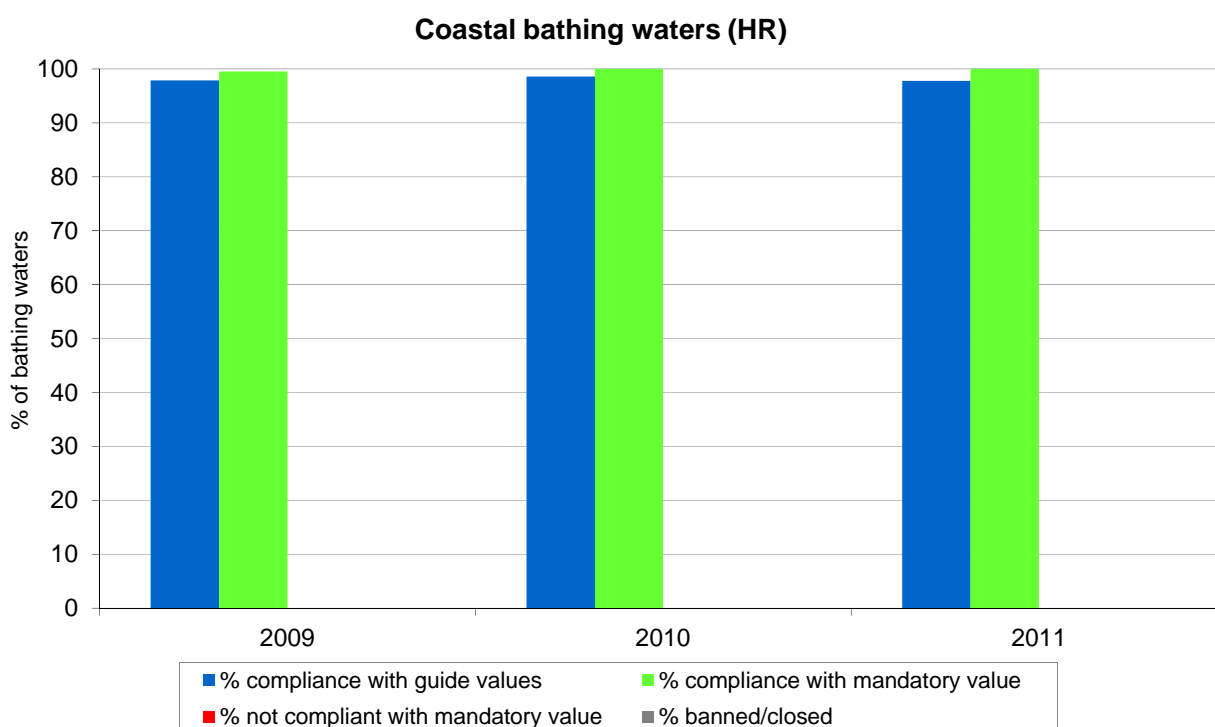 Coastal bathing waters (HR)
100
90
80
70
60
50
40
30
20
10
0
% of bathing waters
2009 2010 2011
% compliance with guide values % compliance with mandatory value
% not compliant with mandatory value % banned/closed